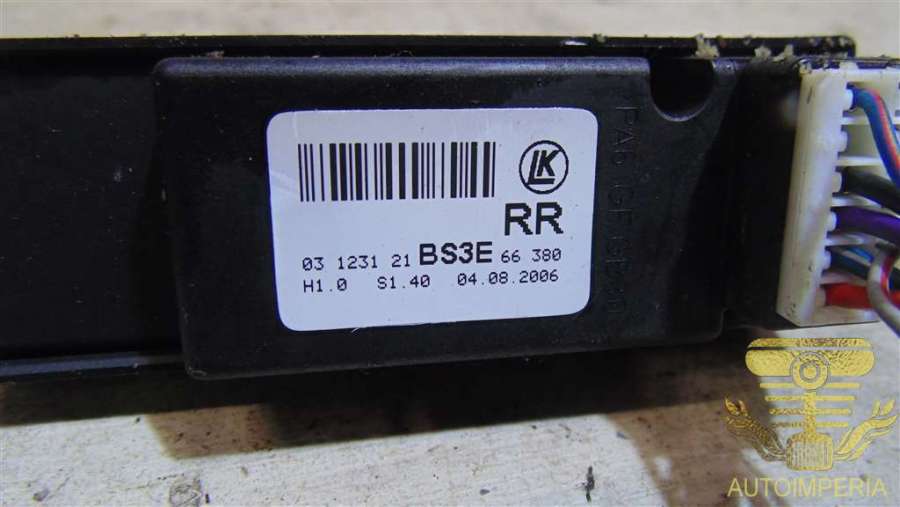 LK
RR
03 1231 21 BS3E 66 380
H1.0 S1.40 04.08.2006
AUTOIMPERIA